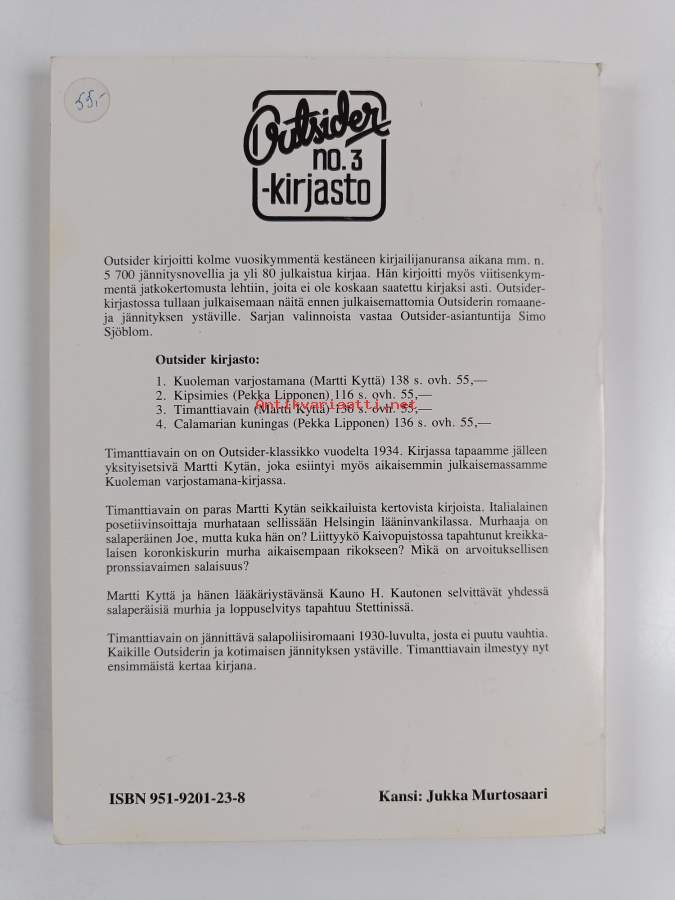 55,-
Outsider
no. 3
-kirjasto
Outsider kirjoitti kolme vuosikymmentä kestäneen kirjailijanuransa aikana mm. n.
5 700 jännitysnovellia ja yli 80 julkaistua kirjaa. Hän kirjoitti myös viitisenkym-
mentä jatkokertomusta lehtiin, joita ei ole koskaan saatettu kirjaksi asti. Outsider-
kirjastossa tullaan julkaisemaan näitä ennen julkaisemattomia Outsiderin romaane-
ja jännityksen ystäville. Sarjan valinnoista vastaa Outsider-asiantuntija Simo
Sjöblom.
Outsider kirjasto:
1. Kuoleman varjostamana (Martti Kyttä) 138 s. ovh. 55,—
2. Kipsimies (Pekka Lipponen) 116 s. ovh. 55,—
Antikvariaatti.net
3. Timanttiavain (Martti Kyttä) 136 s. ovh. 55,—
4. Calamarian kuningas (Pekka Lipponen) 136 s. ovh. 55,—
Timanttiavain on on Outsider-klassikko vuodelta 1934. Kirjassa tapaamme jälleen
yksityisetsivä Martti Kytän, joka esiintyi myös aikaisemmin julkaisemassamme
Kuoleman varjostamana-kirjassa.
Timanttiavain on paras Martti Kytän seikkailuista kertovista kirjoista. Italialainen
posetiivinsoittaja murhataan sellissään Helsingin lääninvankilassa. Murhaaja on
salaperäinen Joe, mutta kuka hän on? Liittyykö Kaivopuistossa tapahtunut kreikka-
laisen koronkiskurin murha aikaisempaan rikokseen? Mikä on arvoituksellisen
pronssiavaimen salaisuus?
Martti Kyttä ja hänen lääkäriystävänsä Kauno H. Kautonen selvittävät yhdessä
salaperäisiä murhia ja loppuselvitys tapahtuu Stettinissä.
Timanttiavain on jännittävä salapoliisiromaani 1930-luvulta, josta ei puutu vauhtia.
Kaikille Outsiderin ja kotimaisen jännityksen ystäville. Timanttiavain ilmestyy nyt
ensimmäistä kertaa kirjana.
ISBN 951-9201-23-8
Kansi: Jukka Murtosaari